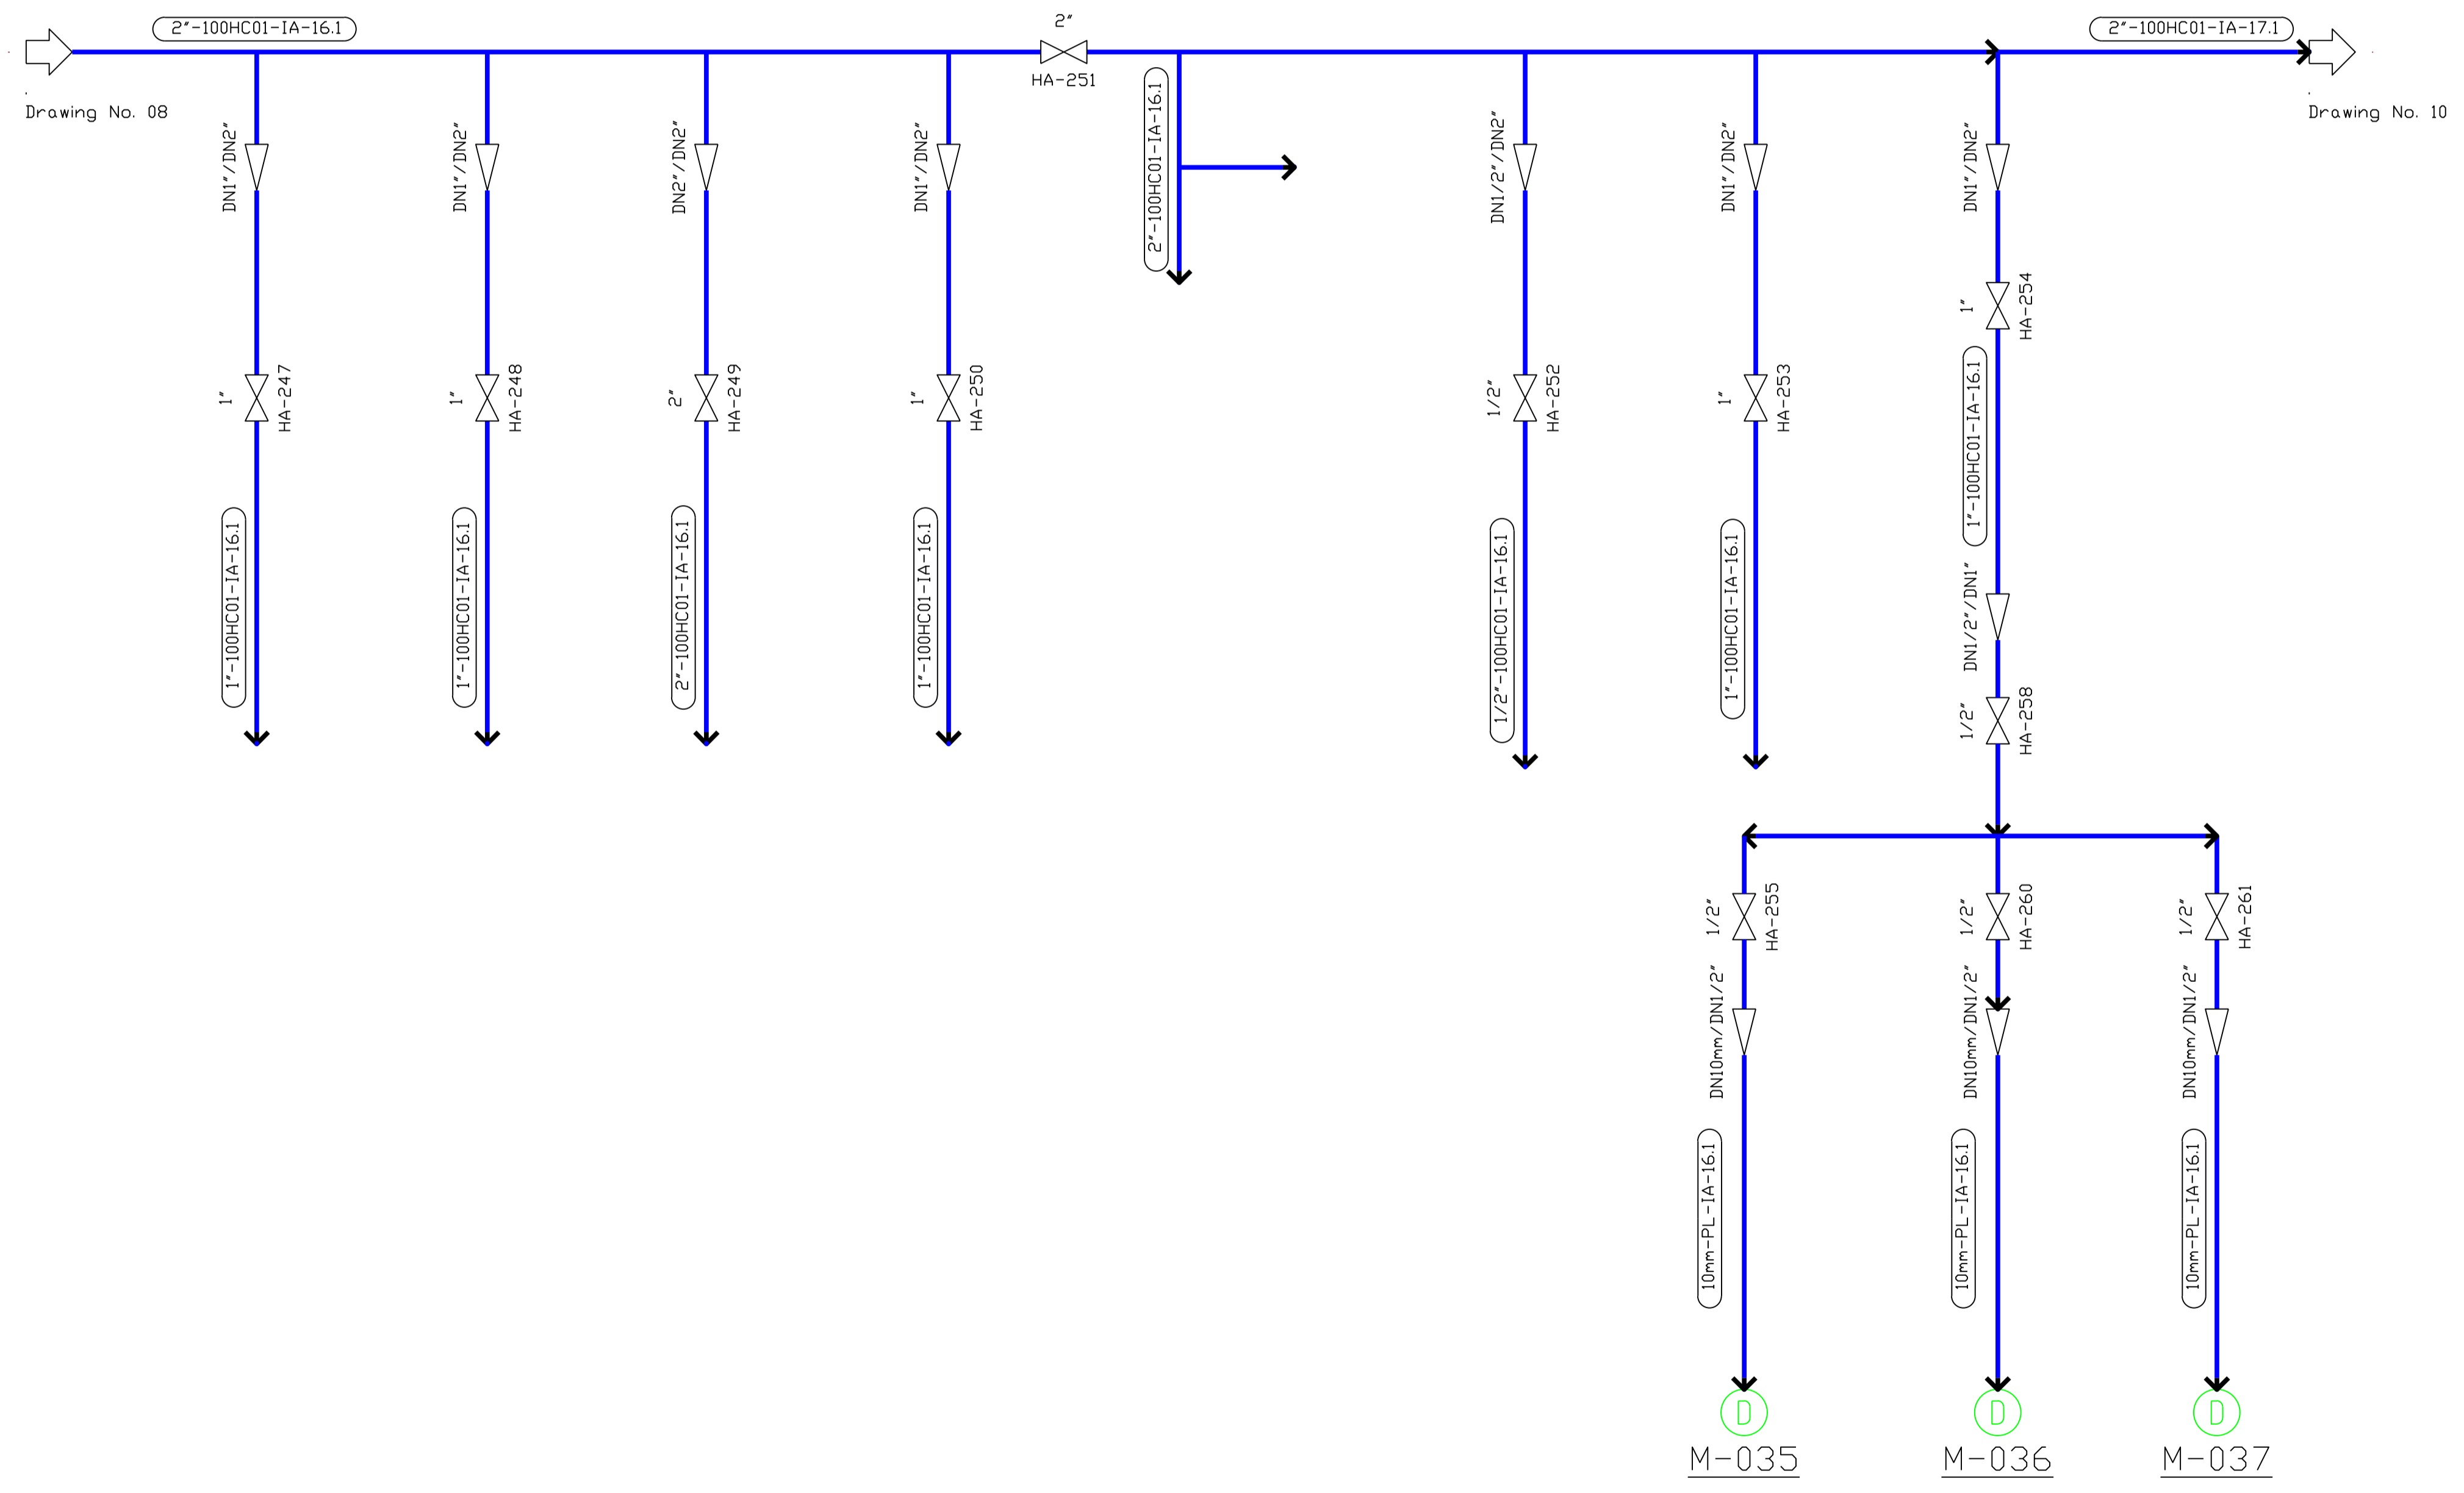 2"-100HC01-IA-16.1
2"
2"-100HC01-IA-17.1
HA-251
Drawing No. 08
Drawing No. 10
2"-100HC01-IA-16.1
DN1"/DN2"
DN1"/DN2"
DN2"/DN2"
DN1"/DN2"
DN1/2"/DN2"
DN1"/DN2"
DN1"/DN2"
1"
HA-254
1"
HA-247
1"
HA-248
2"
HA-249
1"
HA-250
1/2"
HA-252
1"
HA-253
1"-100HC01-IA-16.1
1"-100HC01-IA-16.1
1"-100HC01-IA-16.1
2"-100HC01-IA-16.1
1"-100HC01-IA-16.1
1/2"-100HC01-IA-16.1
1"-100HC01-IA-16.1
DN1/2"/DN1"
1/2"
HA-258
1/2"
HA-255
1/2"
HA-260
1/2"
HA-261
DN10mm/DN1/2"
DN10mm/DN1/2"
DN10mm/DN1/2"
10mm-PL-IA-16.1
10mm-PL-IA-16.1
10mm-PL-IA-16.1
D
D
D
M-035
M-036
M-037